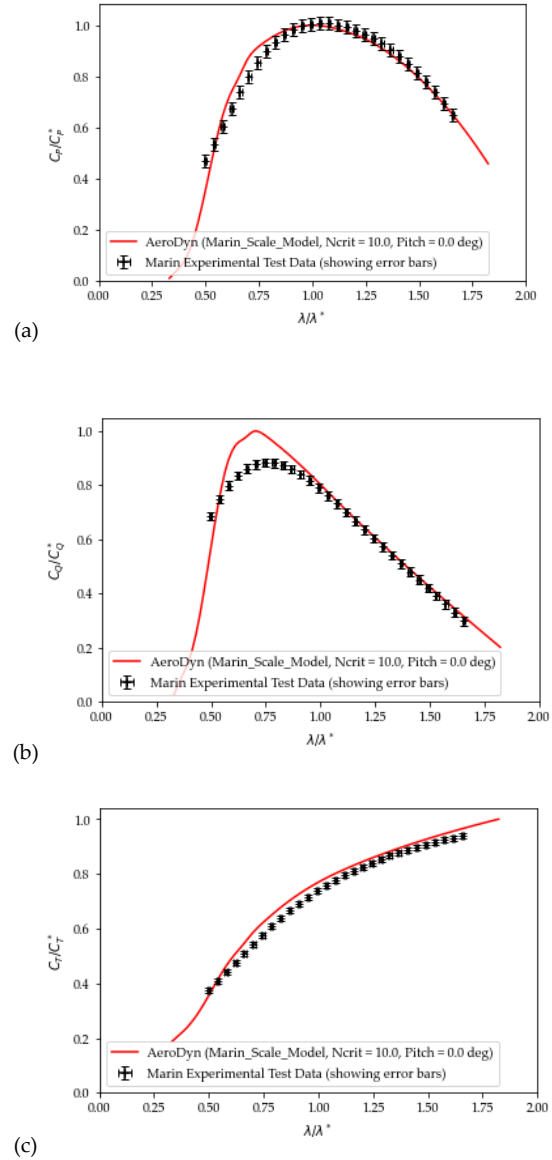 1.0
0.8
0.6
0.4
0.2
0.0
C_P/C_P^*
AeroDyn (Marin_Scale_Model, Ncrit = 10.0, Pitch = 0.0 deg)
Marin Experimental Test Data (showing error bars)
0.00 0.25 0.50 0.75 1.00 1.25 1.50 1.75 2.00
λ/λ*
(a)
1.0
0.8
0.6
0.4
0.2
0.0
C_Q/C_Q^*
AeroDyn (Marin_Scale_Model, Ncrit = 10.0, Pitch = 0.0 deg)
Marin Experimental Test Data (showing error bars)
0.00 0.25 0.50 0.75 1.00 1.25 1.50 1.75 2.00
λ/λ*
(b)
1.0
0.8
0.6
0.4
0.2
0.0
C_T/C_T^*
AeroDyn (Marin_Scale_Model, Ncrit = 10.0, Pitch = 0.0 deg)
Marin Experimental Test Data (showing error bars)
0.00 0.25 0.50 0.75 1.00 1.25 1.50 1.75 2.00
λ/λ*
(c)